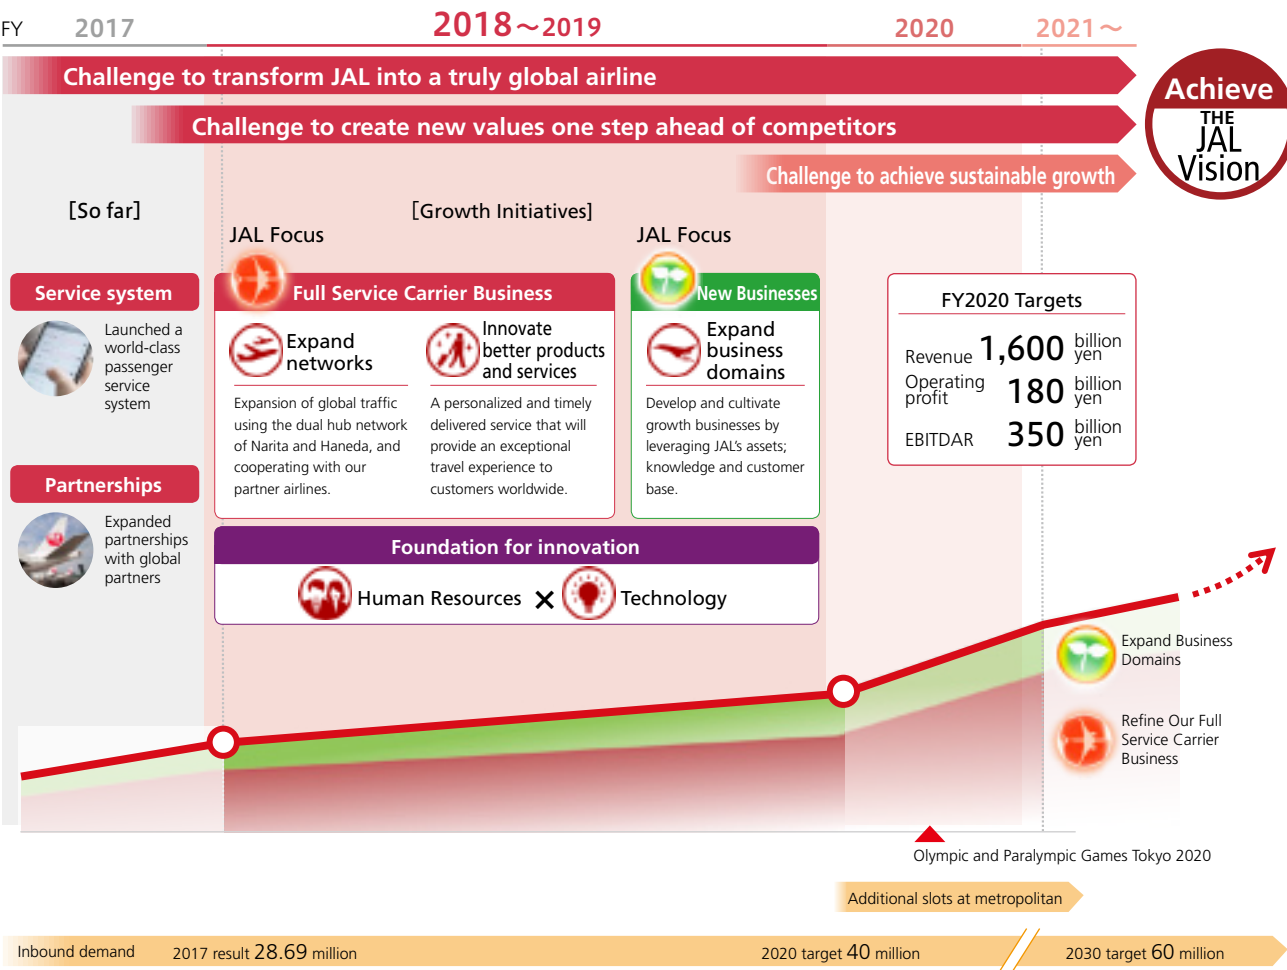 FY 2017 2018～2019 2020 2021～
Challenge to transform JAL into a truly global airline
Challenge to create new values one step ahead of competitors
Challenge to achieve sustainable growth
Achieve
THE
JAL
Vision
[So far]
[Growth Initiatives]
Service system
Launched a
world-class
passenger
service
system
Partnerships
Expanded
partnerships
with global
partners
JAL Focus
Full Service Carrier Business
Expand
networks
Expansion of global traffic
using the dual hub network
of Narita and Haneda, and
cooperating with our
partner airlines.
Innovate
better products
and services
A personalized and timely
delivered service that will
provide an exceptional
travel experience to
customers worldwide.
JAL Focus
New Businesses
Expand
business
domains
Develop and cultivate
growth businesses by
leveraging JAL's assets;
knowledge and customer
base.
Foundation for innovation
Human Resources × Technology
FY2020 Targets
Revenue 1,600 billion yen
Operating profit 180 billion yen
EBITDAR 350 billion yen
Expand Business
Domains
Refine Our Full
Service Carrier
Business
Olympic and Paralympic Games Tokyo 2020
Additional slots at metropolitan
Inbound demand 2017 result 28.69 million 2020 target 40 million 2030 target 60 million